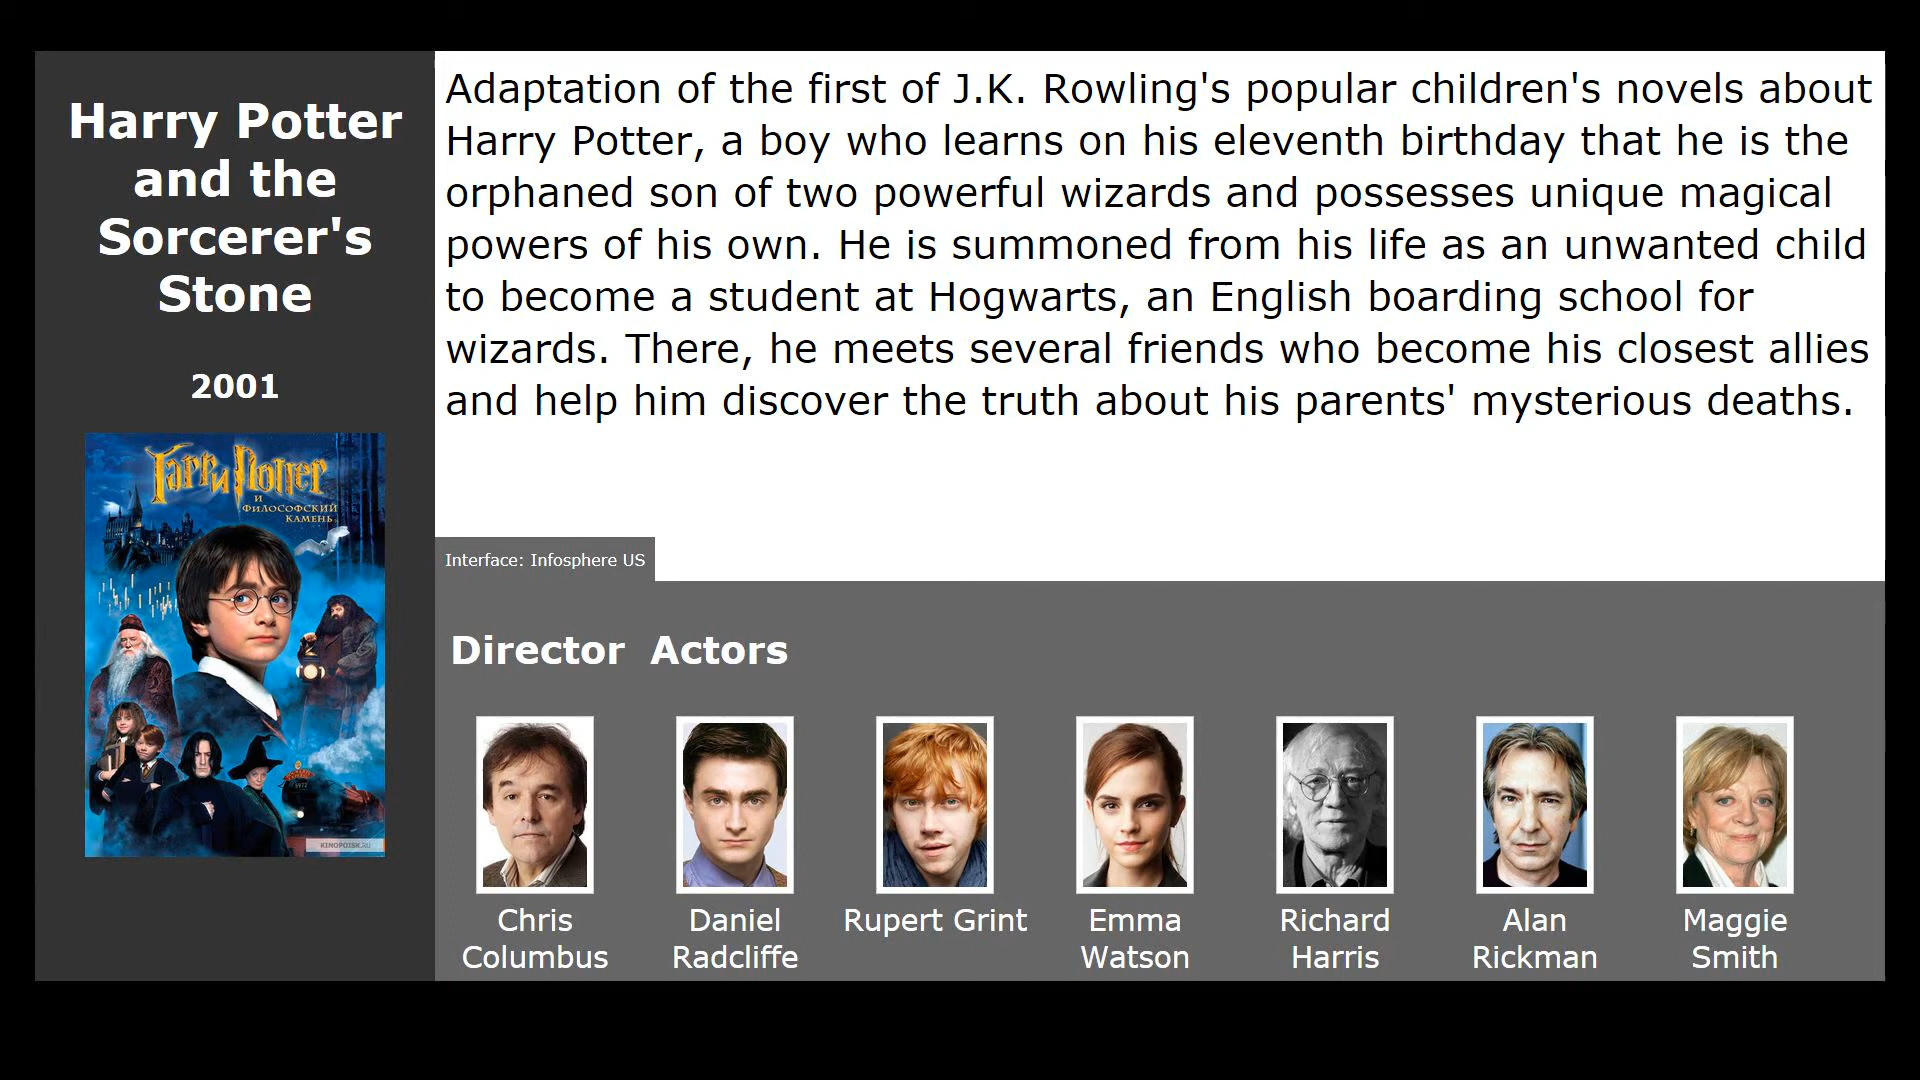 Harry Potter
and the
Sorcerer's
Stone
2001
Гарри Поттер
и
философский
камень
KINOPOISK.RU
Adaptation of the first of J.K. Rowling's popular children's novels about
Harry Potter, a boy who learns on his eleventh birthday that he is the
orphaned son of two powerful wizards and possesses unique magical
powers of his own. He is summoned from his life as an unwanted child
to become a student at Hogwarts, an English boarding school for
wizards. There, he meets several friends who become his closest allies
and help him discover the truth about his parents' mysterious deaths.
Interface: Infosphere US
Director Actors
Chris
Columbus
Daniel
Radcliffe
Rupert Grint
Emma
Watson
Richard
Harris
Alan
Rickman
Maggie
Smith